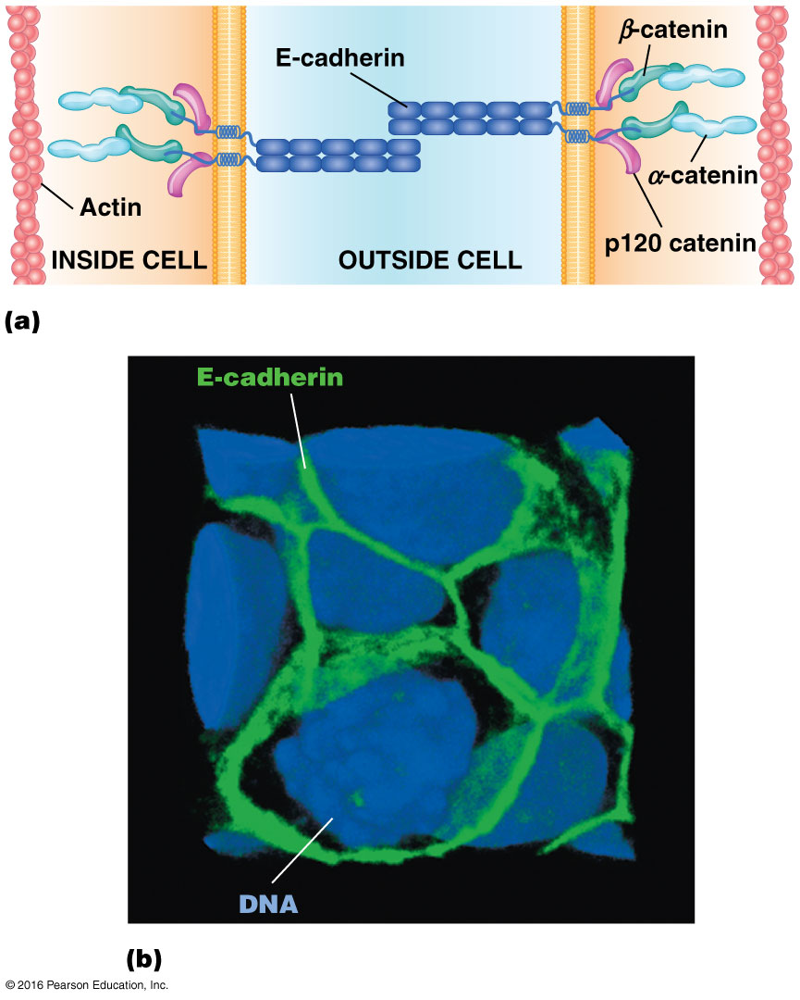 β-catenin
E-cadherin
α-catenin
Actin
p120 catenin
INSIDE CELL
OUTSIDE CELL
(a)
E-cadherin
DNA
(b)
© 2016 Pearson Education, Inc.